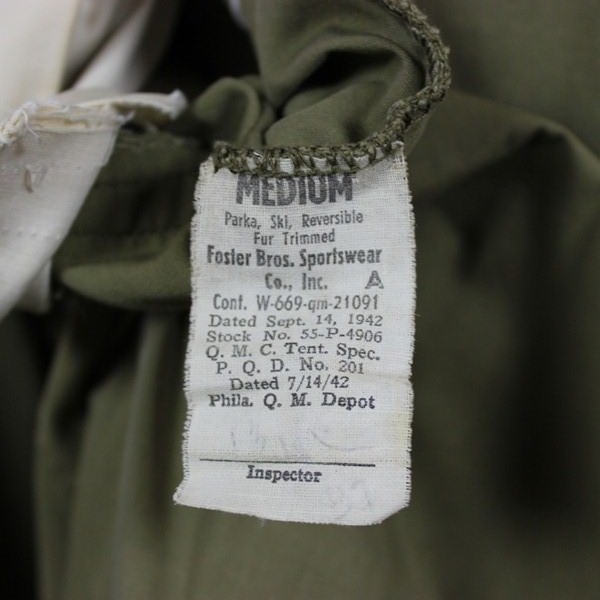 MEDIUM
Parka, Ski, Reversible
Fur Trimmed
Foster Bros. Sportswear
Co., Inc. A
Cont. W-669-qm-21091
Dated Sept. 14, 1942
Stock No. 55-P-4906
Q. M. C. Tent. Spec.
P. Q. D. No. 201
Dated 7/14/42
Phila. Q. M. Depot
Inspector